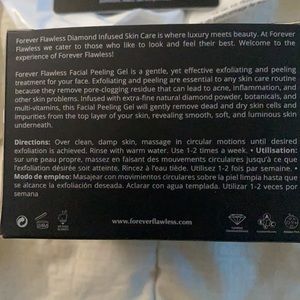 Forever Flawless Diamond Infused Skin Care is where luxury meets beauty. At Forever
Flawless we cater to those who like to look and feel their best. Welcome to the
experience of Forever Flawless!
Forever Flawless Facial Peeling Gel is a gentle, yet effective exfoliating and peeling
treatment for your face. Exfoliating and peeling are essential to any skin care routine
because they remove pore-clogging residue that can lead to acne, inflammation, and
other skin problems. Infused with extra-fine natural diamond powder, botanicals, and
multi-vitamins, this Facial Peeling Gel will gently remove dead and dry skin cells and
impurities from the top layer of your skin, revealing smooth, soft, and luminous skin
underneath.
Directions: Over clean, damp skin, massage in circular motions until desired
exfoliation is achieved. Rinse with warm water. Use 1-2 times a week. • Utilisation:
sur une peau propre, massez en faisant des mouvements circulaires jusqu'à ce que
l'exfoliation désirée soit atteinte. Rincez à l'eau tiède. Utilisez 1-2 fois par semaine. •
Modo de empleo: Masajear con movimientos circulares sobre la piel limpia hasta que
se alcance la exfoliación deseada. Aclarar con agua templada. Utilizar 1-2 veces por
semana
www.foreverflawless.com